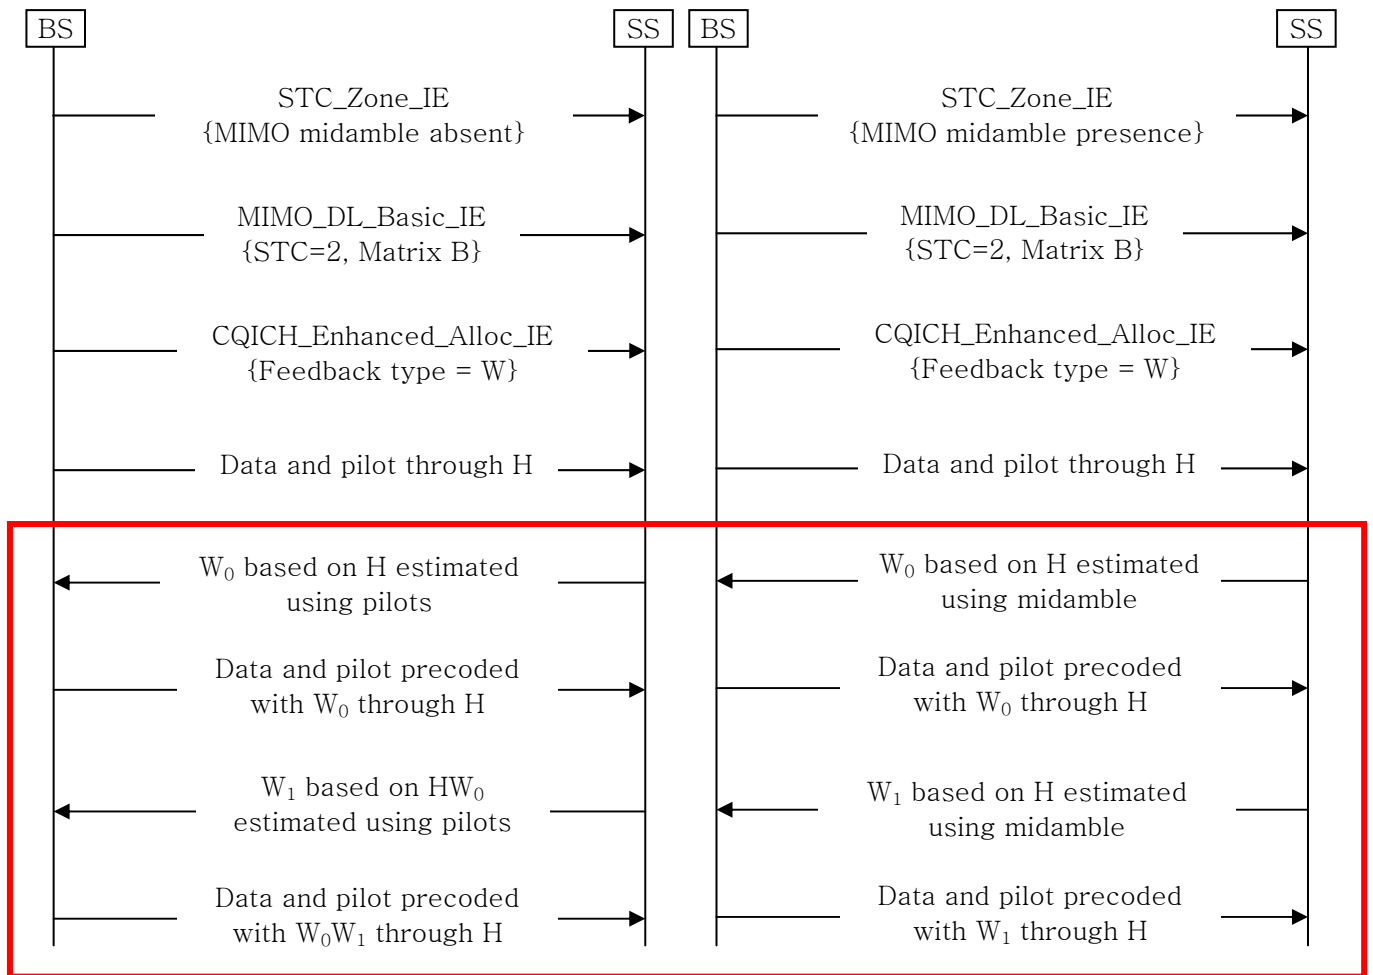 BS
SS
STC_Zone_IE
{MIMO midamble absent}
MIMO_DL_Basic_IE
{STC=2, Matrix B}
CQICH_Enhanced_Alloc_IE
{Feedback type = W}
Data and pilot through H
W₀ based on H estimated
using pilots
Data and pilot precoded
with W₀ through H
W₁ based on HW₀
estimated using pilots
Data and pilot precoded
with W₀W₁ through H
BS
SS
STC_Zone_IE
{MIMO midamble presence}
MIMO_DL_Basic_IE
{STC=2, Matrix B}
CQICH_Enhanced_Alloc_IE
{Feedback type = W}
Data and pilot through H
W₀ based on H estimated
using midamble
Data and pilot precoded
with W₀ through H
W₁ based on H estimated
using midamble
Data and pilot precoded
with W₁ through H